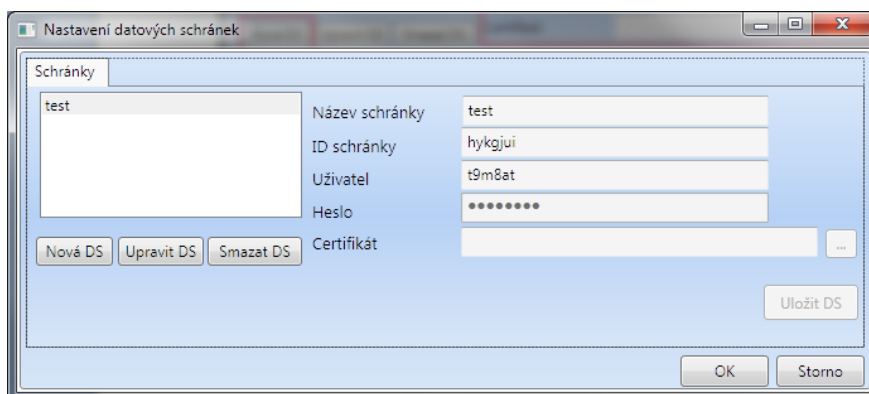 Nastavení datových schránek
Schránky
test
Název schránky test
ID schránky hykgjui
Uživatel t9m8at
Heslo ●●●●●●●●
Certifikát ...
Nová DS Upravit DS Smazat DS
Uložit DS
OK Storno